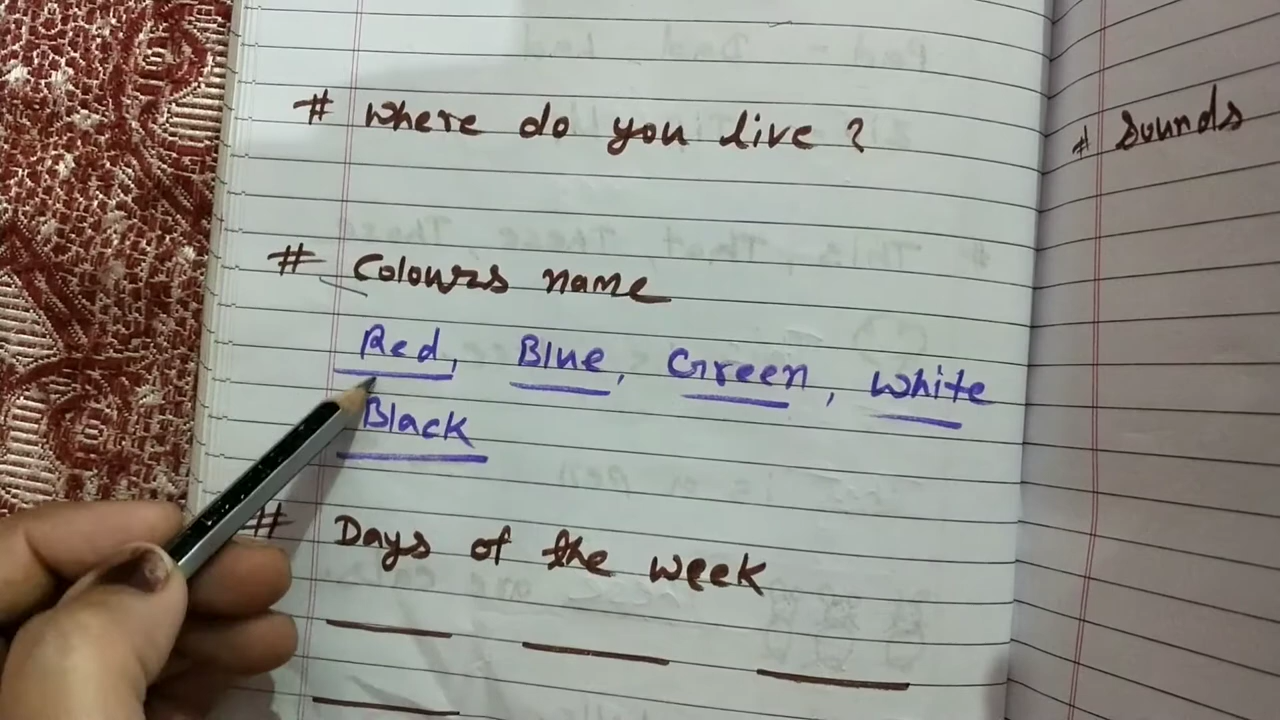 # Where do you live ?
# Colours name
Red, Blue, Green, White
Black
# Days of the week
# Sounds